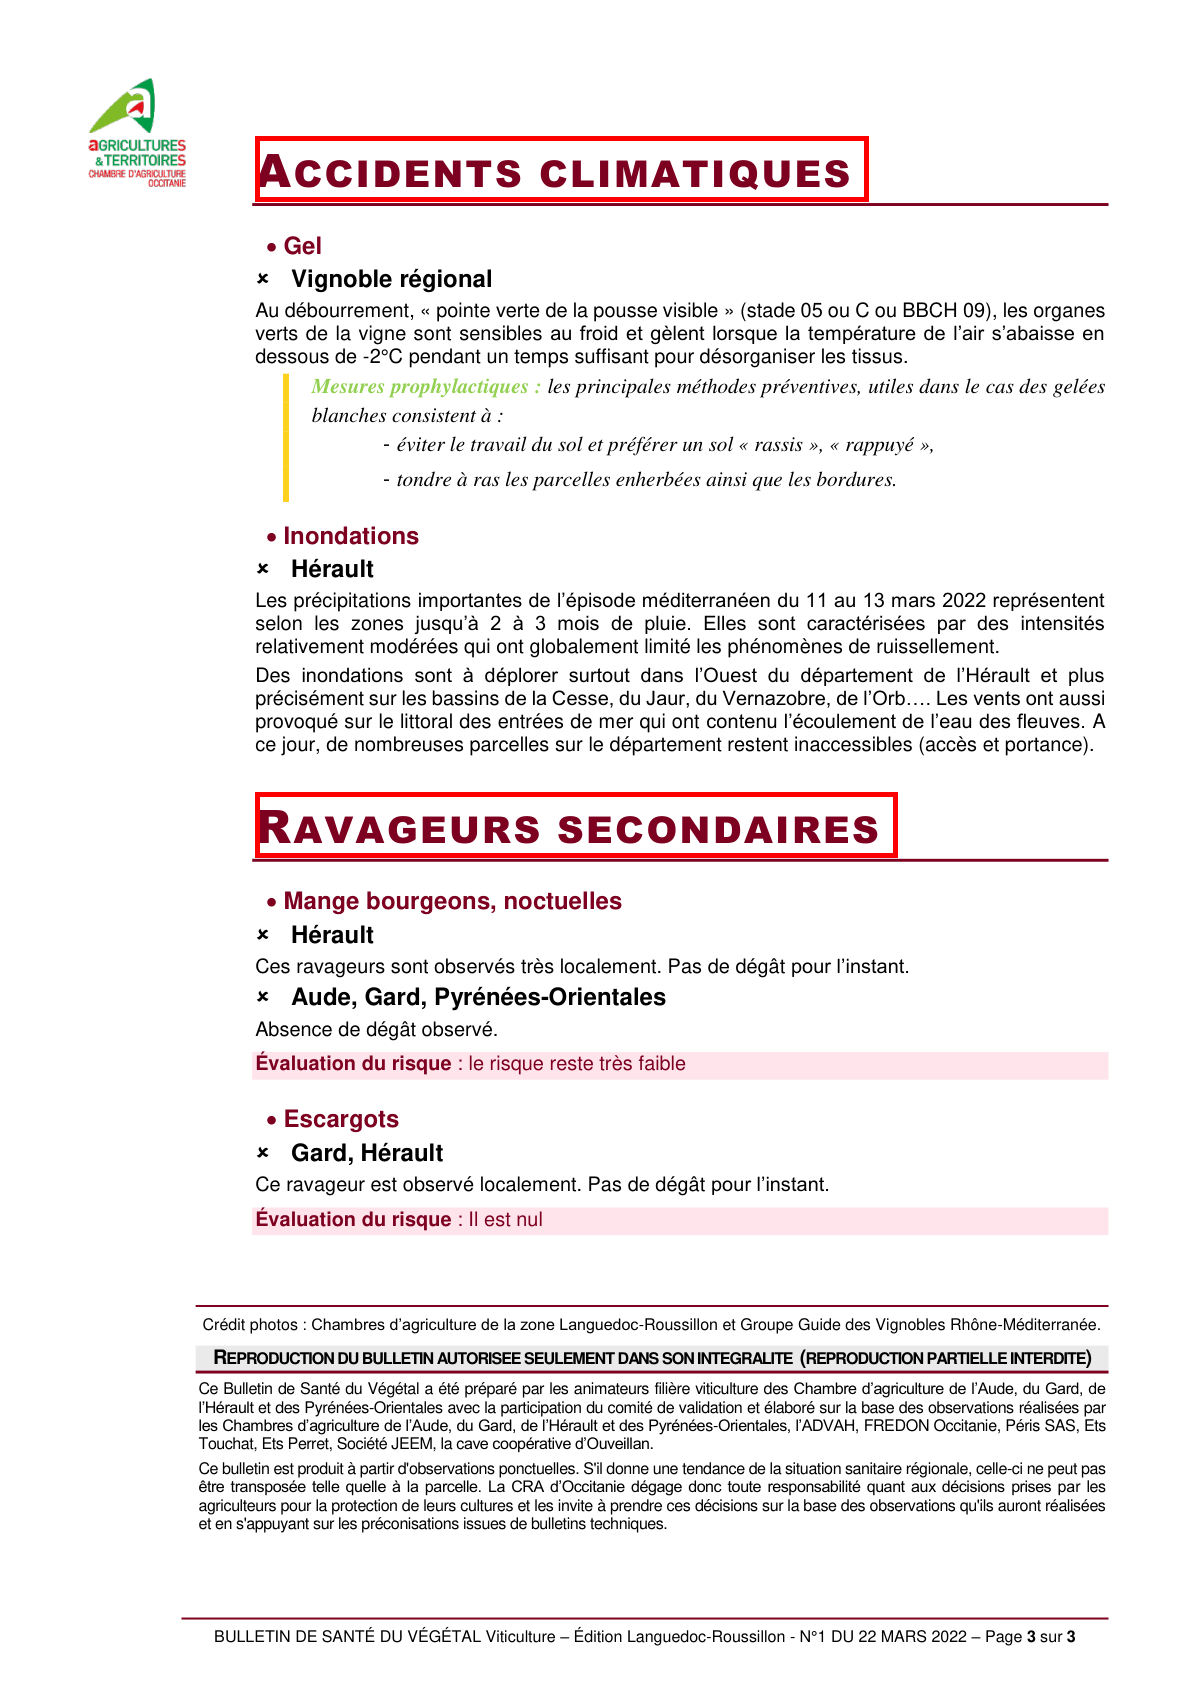 aGRICULTURES
&TERRITOIRES
CHAMBRE D'AGRICULTURE
OCCITANIE
ACCIDENTS CLIMATIQUES
• Gel
× Vignoble régional
Au débourrement, « pointe verte de la pousse visible » (stade 05 ou C ou BBCH 09), les organes
verts de la vigne sont sensibles au froid et gèlent lorsque la température de l’air s’abaisse en
dessous de -2°C pendant un temps suffisant pour désorganiser les tissus.
Mesures prophylactiques : les principales méthodes préventives, utiles dans le cas des gelées
blanches consistent à :
- éviter le travail du sol et préférer un sol « rassis », « rappuyé »,
- tondre à ras les parcelles enherbées ainsi que les bordures.
• Inondations
× Hérault
Les précipitations importantes de l’épisode méditerranéen du 11 au 13 mars 2022 représentent
selon les zones jusqu’à 2 à 3 mois de pluie. Elles sont caractérisées par des intensités
relativement modérées qui ont globalement limité les phénomènes de ruissellement.
Des inondations sont à déplorer surtout dans l’Ouest du département de l’Hérault et plus
précisément sur les bassins de la Cesse, du Jaur, du Vernazobre, de l’Orb…. Les vents ont aussi
provoqué sur le littoral des entrées de mer qui ont contenu l’écoulement de l’eau des fleuves. A
ce jour, de nombreuses parcelles sur le département restent inaccessibles (accès et portance).
RAVAGEURS SECONDAIRES
• Mange bourgeons, noctuelles
× Hérault
Ces ravageurs sont observés très localement. Pas de dégât pour l’instant.
× Aude, Gard, Pyrénées-Orientales
Absence de dégât observé.
Évaluation du risque : le risque reste très faible
• Escargots
× Gard, Hérault
Ce ravageur est observé localement. Pas de dégât pour l’instant.
Évaluation du risque : Il est nul
Crédit photos : Chambres d’agriculture de la zone Languedoc-Roussillon et Groupe Guide des Vignobles Rhône-Méditerranée.
REPRODUCTION DU BULLETIN AUTORISEE SEULEMENT DANS SON INTEGRALITE (REPRODUCTION PARTIELLE INTERDITE)
Ce Bulletin de Santé du Végétal a été préparé par les animateurs filière viticulture des Chambre d’agriculture de l’Aude, du Gard, de
l’Hérault et des Pyrénées-Orientales avec la participation du comité de validation et élaboré sur la base des observations réalisées par
les Chambres d’agriculture de l’Aude, du Gard, de l’Hérault et des Pyrénées-Orientales, l’ADVAH, FREDON Occitanie, Péris SAS, Ets
Touchat, Ets Perret, Société JEEM, la cave coopérative d’Ouveillan.
Ce bulletin est produit à partir d'observations ponctuelles. S'il donne une tendance de la situation sanitaire régionale, celle-ci ne peut pas
être transposée telle quelle à la parcelle. La CRA d’Occitanie dégage donc toute responsabilité quant aux décisions prises par les
agriculteurs pour la protection de leurs cultures et les invite à prendre ces décisions sur la base des observations qu'ils auront réalisées
et en s'appuyant sur les préconisations issues de bulletins techniques.
BULLETIN DE SANTÉ DU VÉGÉTAL Viticulture – Édition Languedoc-Roussillon - N°1 DU 22 MARS 2022 – Page 3 sur 3